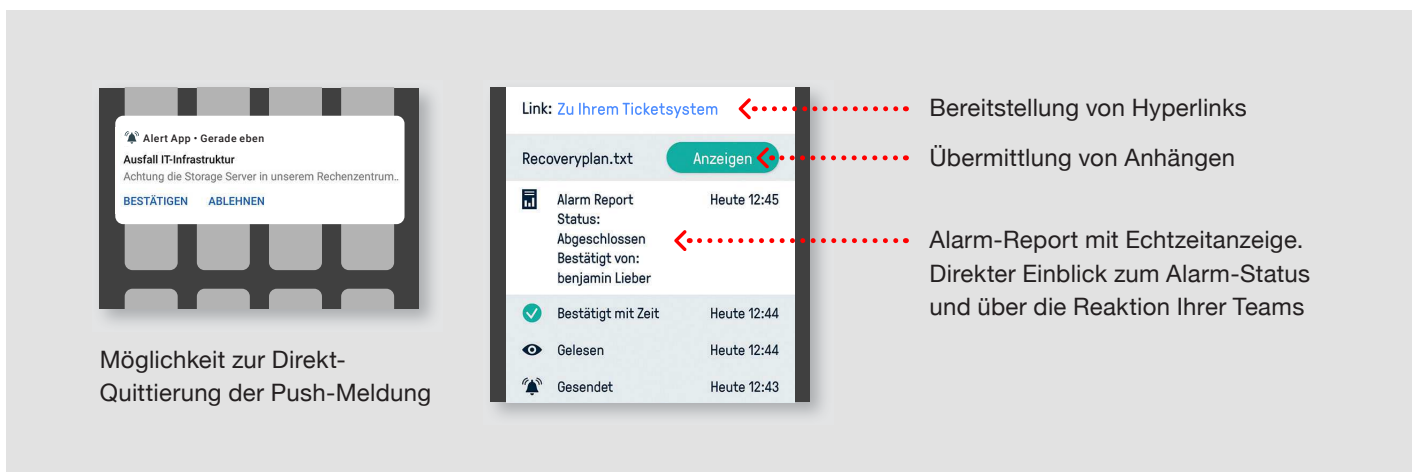 Alert App • Gerade eben
Ausfall IT-Infrastruktur
Achtung die Storage Server in unserem Rechenzentrum..
BESTÄTIGEN ABLEHNEN
Möglichkeit zur Direkt-
Quittierung der Push-Meldung
Link: Zu Ihrem Ticketsystem
Recoveryplan.txt Anzeigen
Alarm Report Heute 12:45
Status:
Abgeschlossen
Bestätigt von:
benjamin Lieber
Bestätigt mit Zeit Heute 12:44
Gelesen Heute 12:44
Gesendet Heute 12:43
Bereitstellung von Hyperlinks
Übermittlung von Anhängen
Alarm-Report mit Echtzeitanzeige.
Direkter Einblick zum Alarm-Status
und über die Reaktion Ihrer Teams